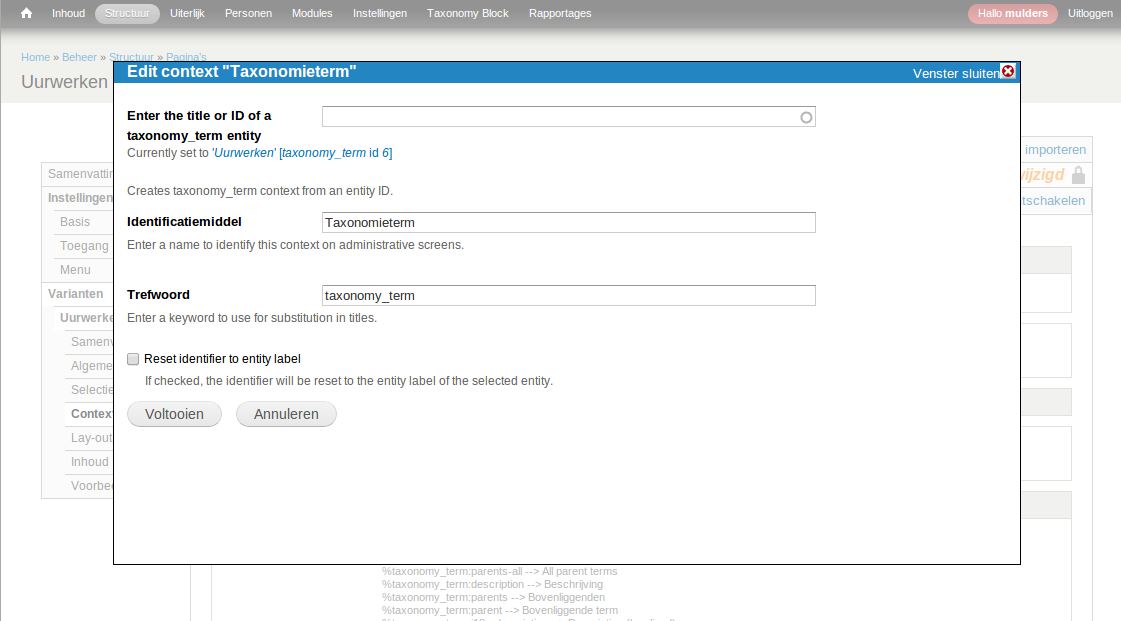 Inhoud Structuur Uiterlijk Personen Modules Instellingen Taxonomy Block Rapportages Hallo mulders Uitloggen
Home » Beheer » Structuur » Pagina's
Uurwerken
Edit context "Taxonomieterm" Venster sluiten
Enter the title or ID of a
taxonomy_term entity
Currently set to 'Uurwerken' [taxonomy_term id 6]
Creates taxonomy_term context from an entity ID.
Identificatiemiddel Taxonomieterm
Enter a name to identify this context on administrative screens.
Trefwoord taxonomy_term
Enter a keyword to use for substitution in titles.
Reset identifier to entity label
If checked, the identifier will be reset to the entity label of the selected entity.
Voltooien Annuleren
importeren
ijzigd
tschakelen
Samenvattin
Instellingen
Basis
Toegang
Menu
Varianten
Uurwerke
Samenv
Algeme
Selectie
Context
Lay-out
Inhoud
Voorbee
%taxonomy_term:parents-all --> All parent terms
%taxonomy_term:description --> Beschrijving
%taxonomy_term:parents --> Bovenliggenden
%taxonomy_term:parent --> Bovenliggende term